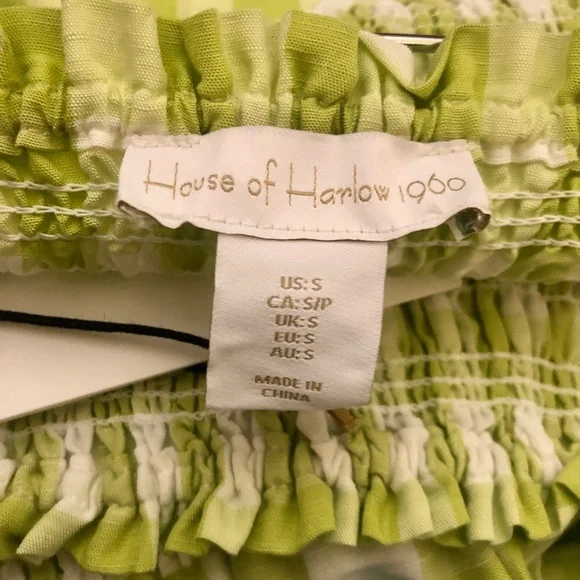 House of Harlow 1960
US: S
CA: S/P
UK: S
EU: S
AU: S
MADE IN
CHINA